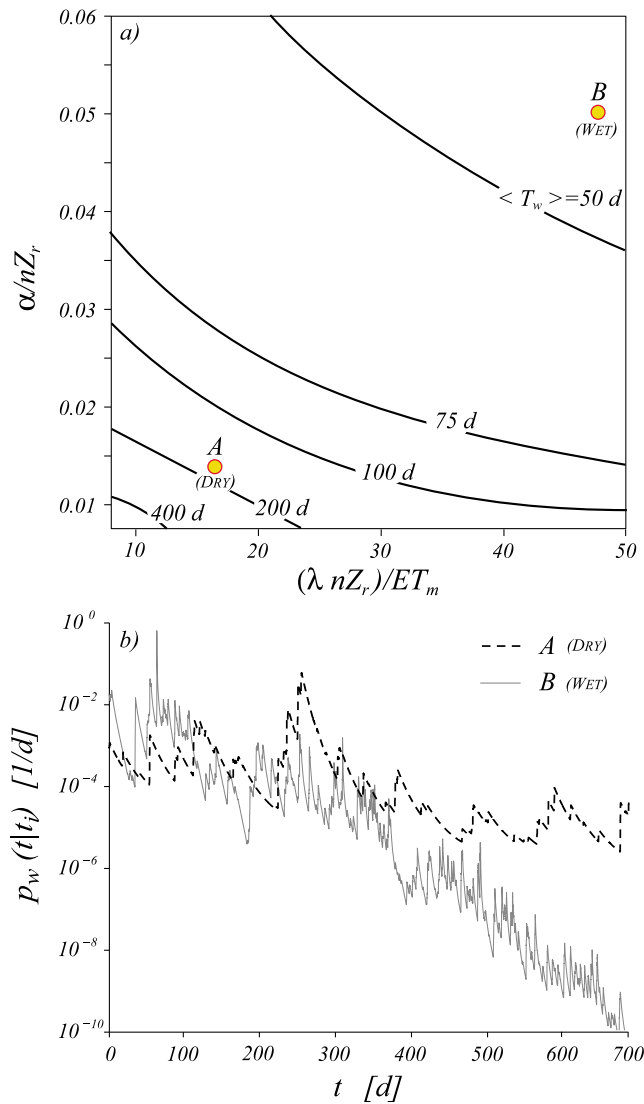 a)
0.06
0.05
0.04
0.03
0.02
0.01
α/nZr
B
(WET)
< Tw >=50 d
75 d
100 d
A
(DRY)
200 d
400 d
10 20 30 40 50
(λ nZr)/ETm
b)
A (DRY)
B (WET)
10^0
10^-2
10^-4
10^-6
10^-8
10^-10
pw (t|ti) [1/d]
0 100 200 300 400 500 600 700
t [d]